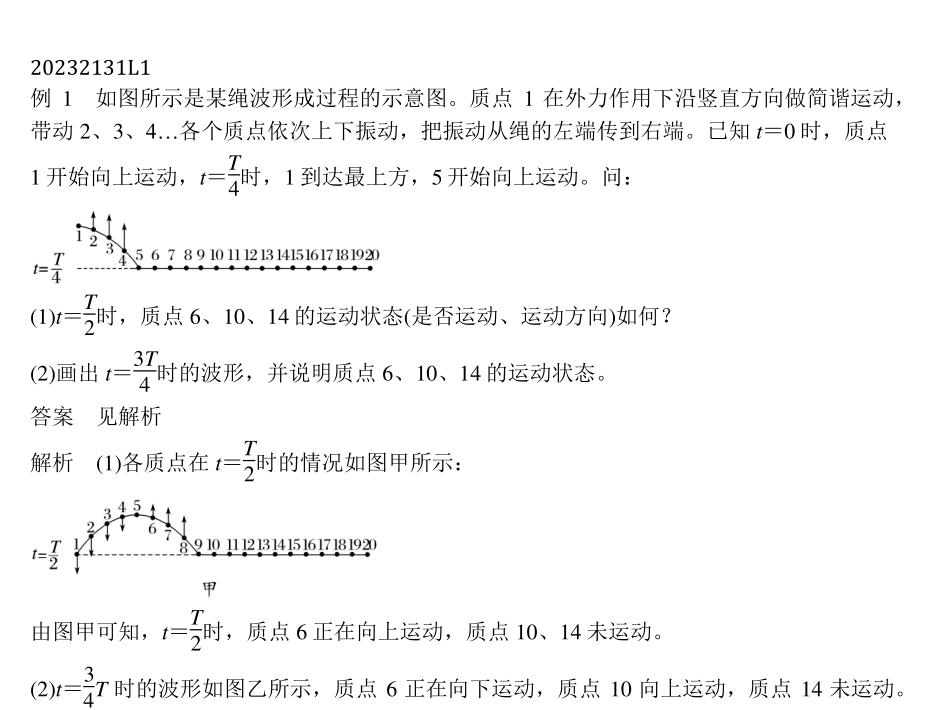 20232131L1
例 1 如图所示是某绳波形成过程的示意图。质点 1 在外力作用下沿竖直方向做简谐运动，
带动 2、3、4…各个质点依次上下振动，把振动从绳的左端传到右端。已知 t＝0 时，质点
1 开始向上运动，t＝T/4时，1 到达最上方，5 开始向上运动。问：
t=T/4 1 2 3 4 5 6 7 8 9 10 11 12 13 14 15 16 17 18 19 20
(1)t＝T/2时，质点 6、10、14 的运动状态(是否运动、运动方向)如何？
(2)画出 t＝3T/4时的波形，并说明质点 6、10、14 的运动状态。
答案 见解析
解析 (1)各质点在 t＝T/2时的情况如图甲所示：
t=T/2 1 2 3 4 5 6 7 8 9 10 11 12 13 14 15 16 17 18 19 20
甲
由图甲可知，t＝T/2时，质点 6 正在向上运动，质点 10、14 未运动。
(2)t＝3/4T 时的波形如图乙所示，质点 6 正在向下运动，质点 10 向上运动，质点 14 未运动。